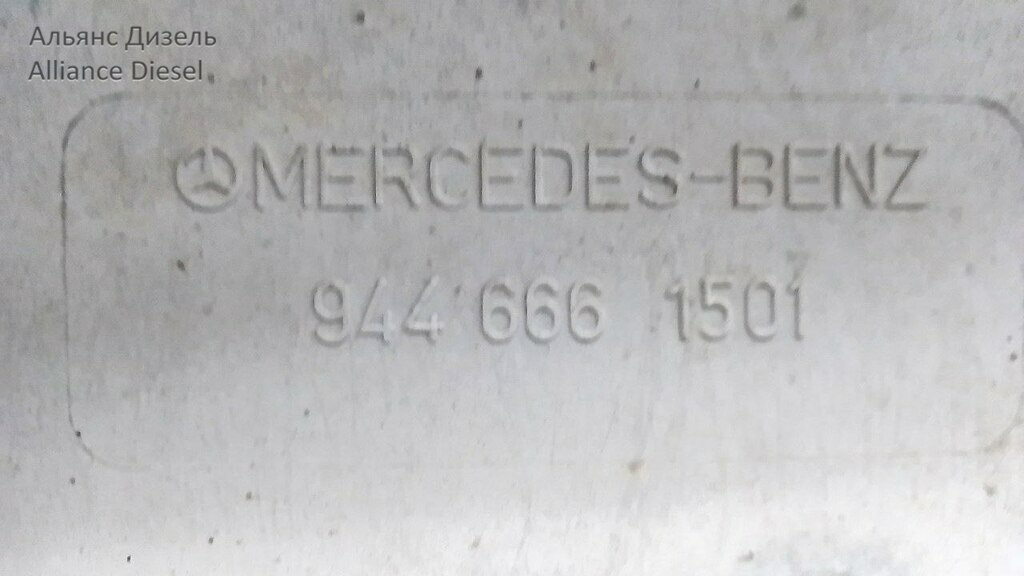 Альянс Дизель
Alliance Diesel
MERCEDES-BENZ
944 666 1501